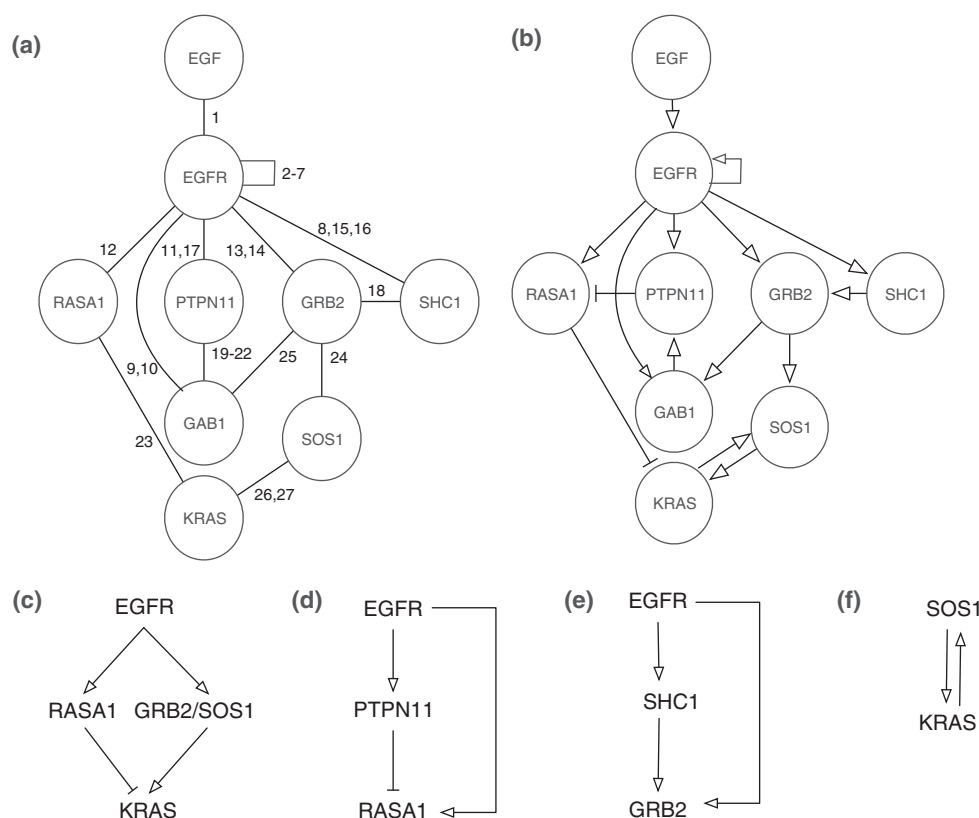 (a)
EGF
1
EGFR
2-7
12
11,17
13,14
8,15,16
RASA1
PTPN11
GRB2
18
SHC1
9,10
19-22
25
24
23
GAB1
SOS1
26,27
KRAS
(b)
EGF
EGFR
RASA1
PTPN11
GRB2
SHC1
GAB1
SOS1
KRAS
(c)
EGFR
RASA1 GRB2/SOS1
KRAS
(d)
EGFR
PTPN11
RASA1
(e)
EGFR
SHC1
GRB2
(f)
SOS1
KRAS